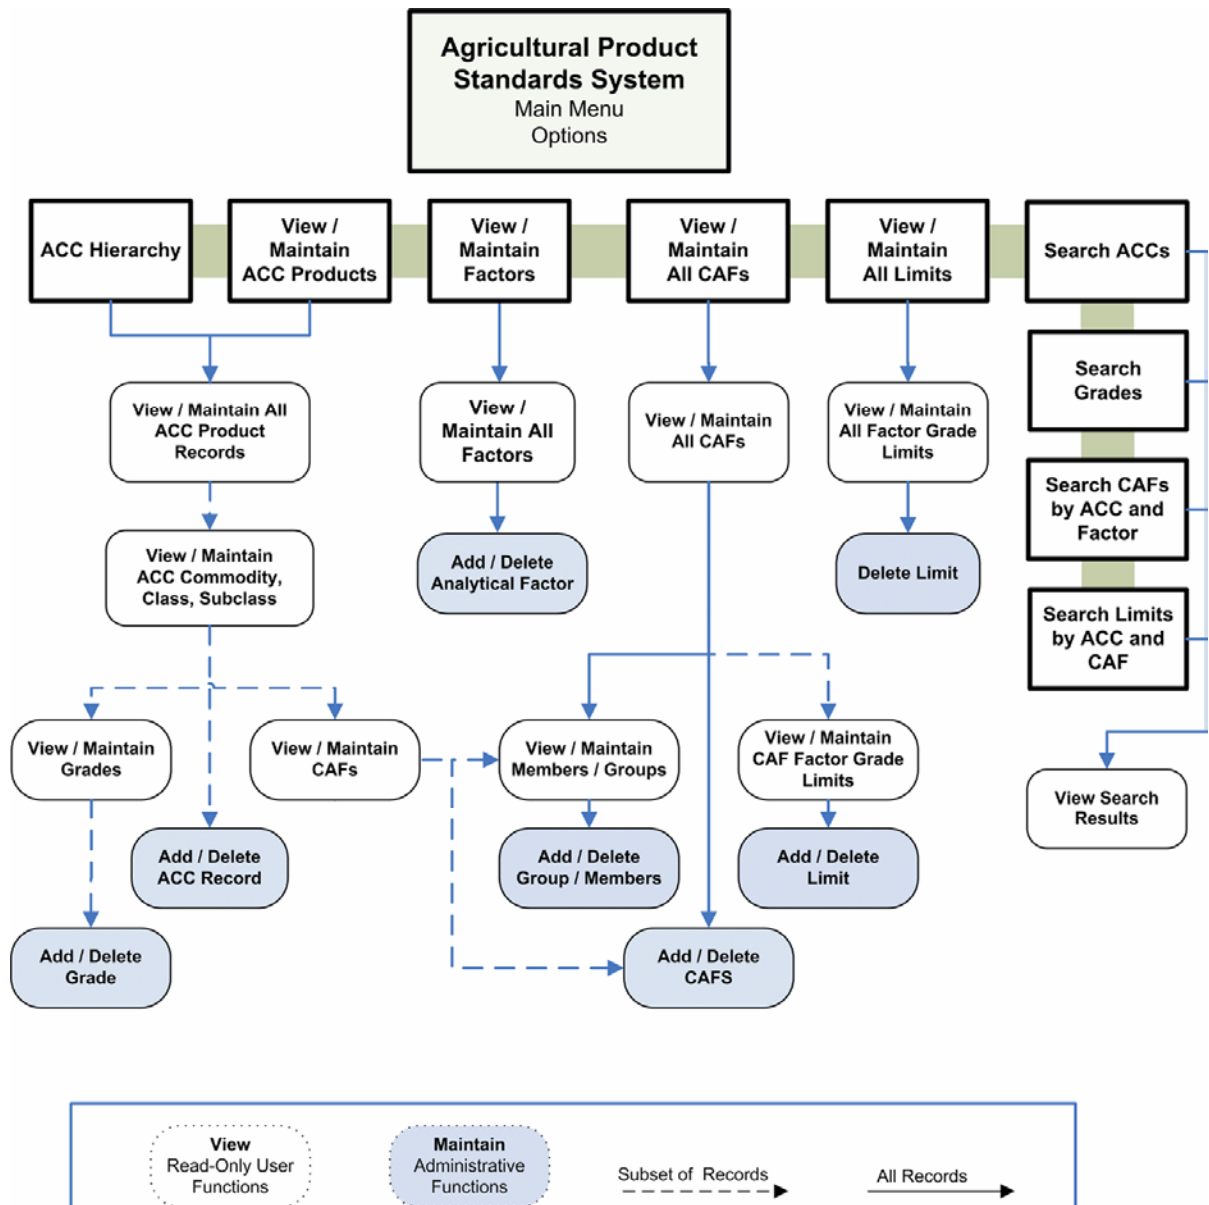 Agricultural Product
Standards System
Main Menu
Options
ACC Hierarchy
View /
Maintain
ACC Products
View /
Maintain
Factors
View /
Maintain
All CAFs
View /
Maintain
All Limits
Search ACCs
Search
Grades
Search CAFs
by ACC and
Factor
Search Limits
by ACC and
CAF
View / Maintain All
ACC Product
Records
View /
Maintain All
Factors
View / Maintain
All CAFs
View / Maintain
All Factor Grade
Limits
View / Maintain
ACC Commodity,
Class, Subclass
Add / Delete
Analytical Factor
Delete Limit
View / Maintain
Grades
View / Maintain
CAFs
View / Maintain
Members / Groups
View / Maintain
CAF Factor Grade
Limits
View Search
Results
Add / Delete
ACC Record
Add / Delete
Group / Members
Add / Delete
Limit
Add / Delete
Grade
Add / Delete
CAFS
View
Read-Only User
Functions
Maintain
Administrative
Functions
Subset of Records
All Records